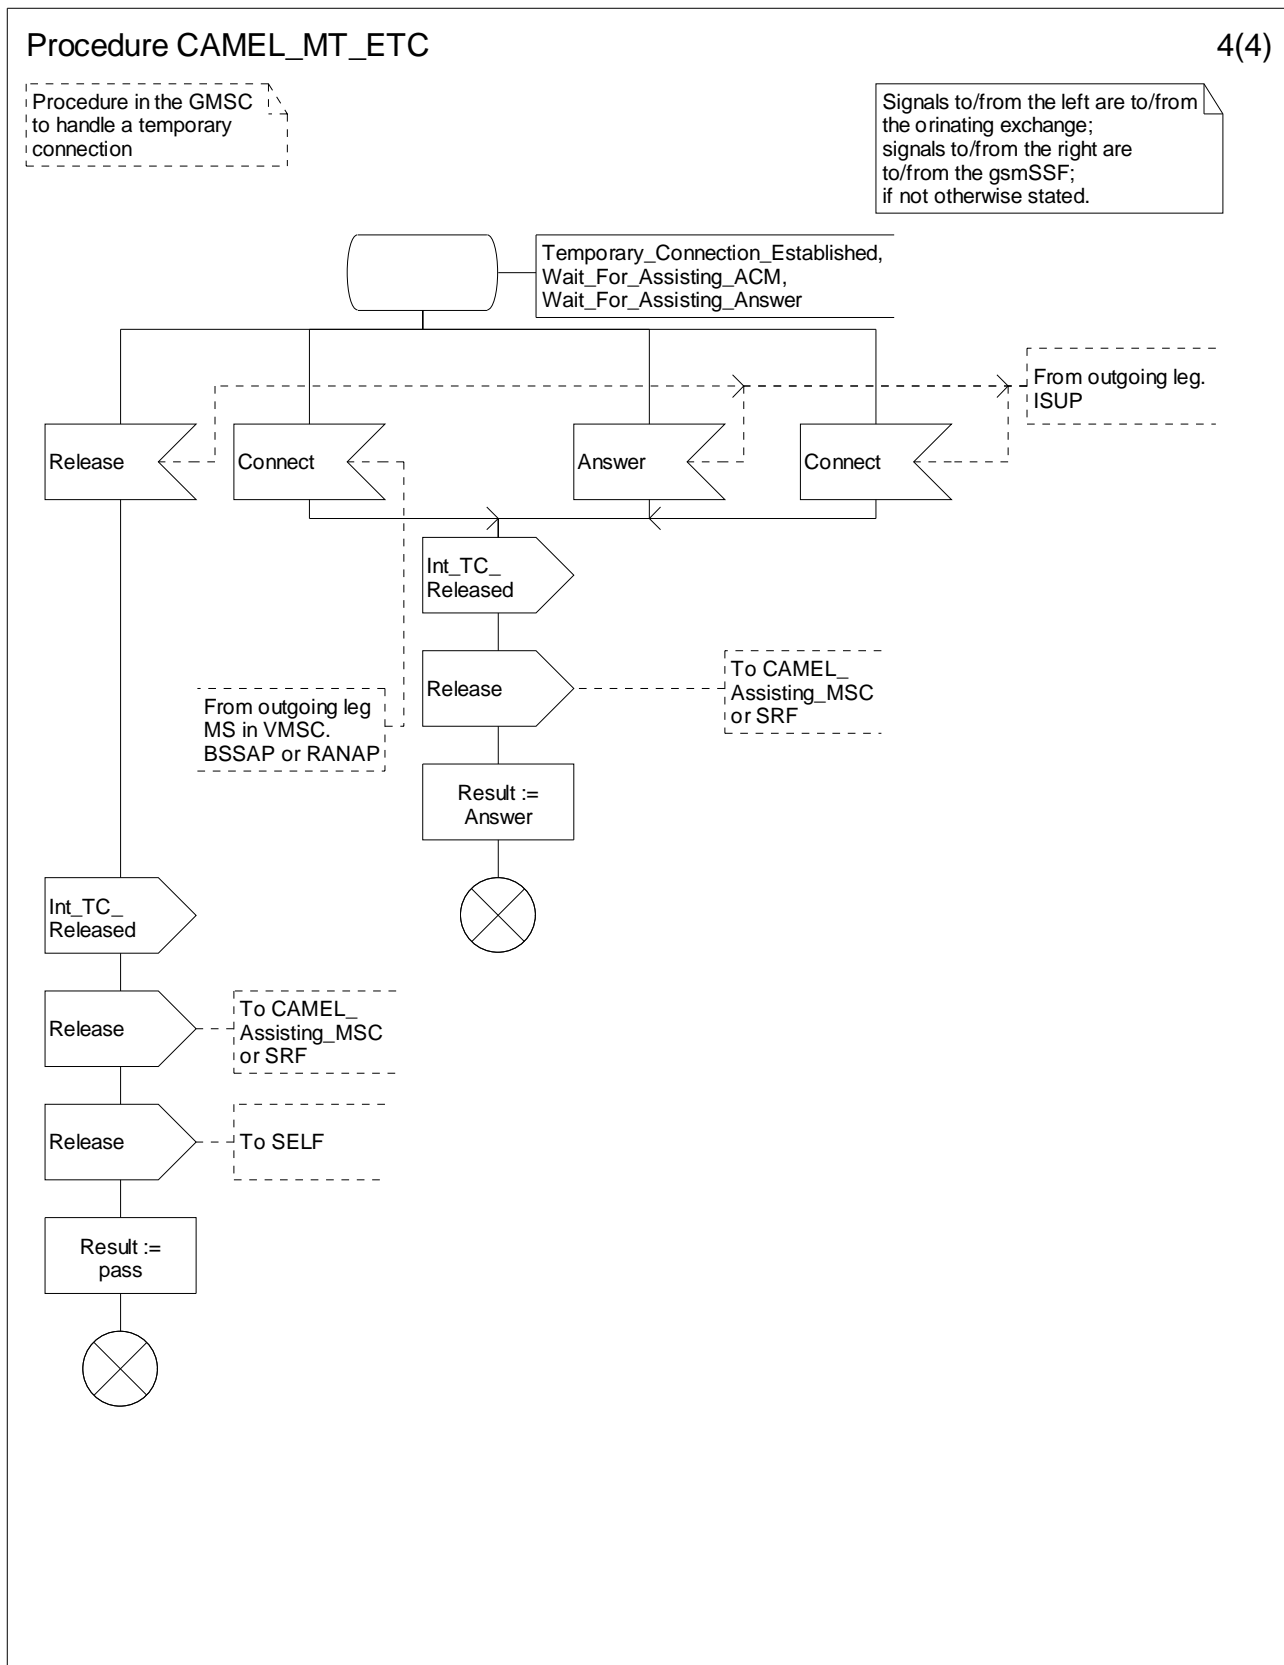 Procedure CAMEL_MT_ETC
4(4)
Procedure in the GMSC
to handle a temporary
connection
Signals to/from the left are to/from
the orinating exchange;
signals to/from the right are
to/from the gsmSSF;
if not otherwise stated.
Temporary_Connection_Established,
Wait_For_Assisting_ACM,
Wait_For_Assisting_Answer
From outgoing leg.
ISUP
Release
Connect
Answer
Connect
Int_TC_
Released
Release
To CAMEL_
Assisting_MSC
or SRF
From outgoing leg
MS in VMSC.
BSSAP or RANAP
Result :=
Answer
Int_TC_
Released
Release
To CAMEL_
Assisting_MSC
or SRF
Release
To SELF
Result :=
pass